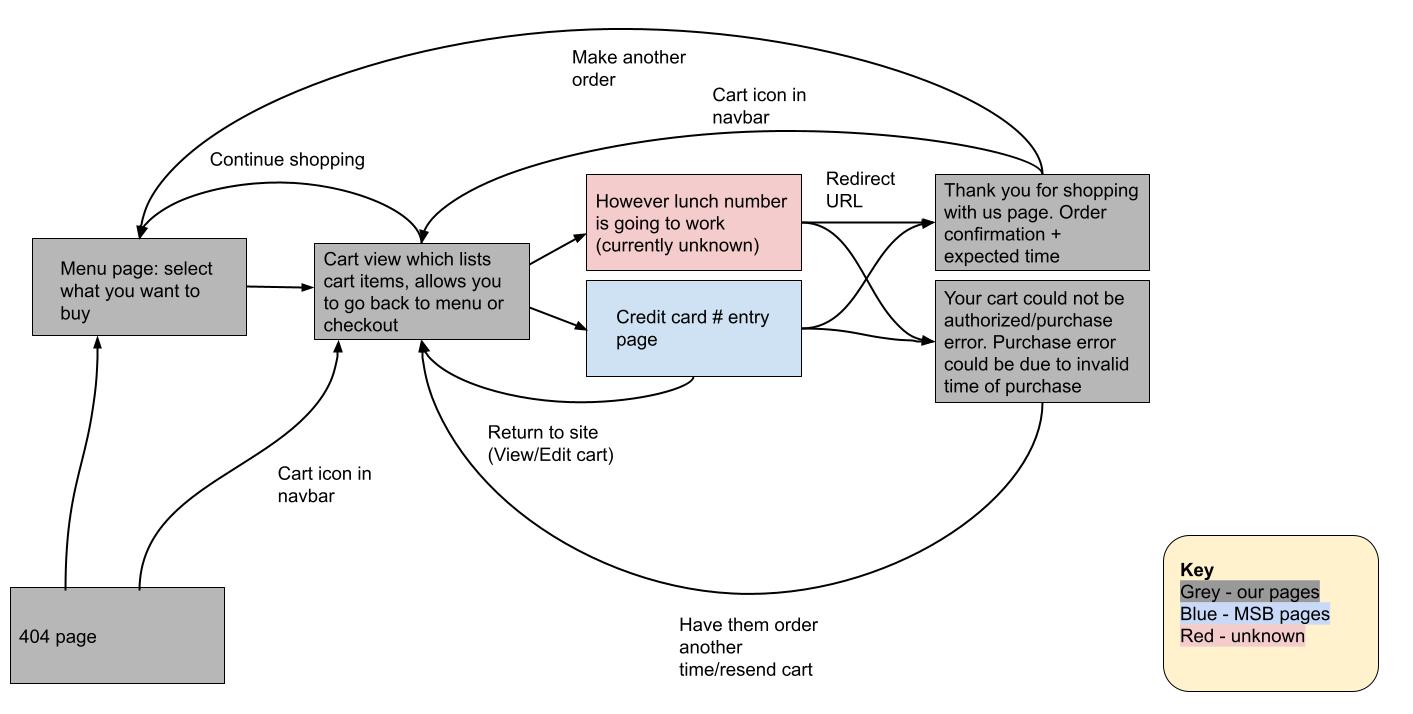 Make another
order
Cart icon in
navbar
Continue shopping
Redirect
URL
Menu page: select
what you want to
buy
Cart view which lists
cart items, allows you
to go back to menu or
checkout
However lunch number
is going to work
(currently unknown)
Credit card # entry
page
Thank you for shopping
with us page. Order
confirmation +
expected time
Your cart could not be
authorized/purchase
error. Purchase error
could be due to invalid
time of purchase
Return to site
(View/Edit cart)
Cart icon in
navbar
404 page
Have them order
another
time/resend cart
Key
Grey - our pages
Blue - MSB pages
Red - unknown